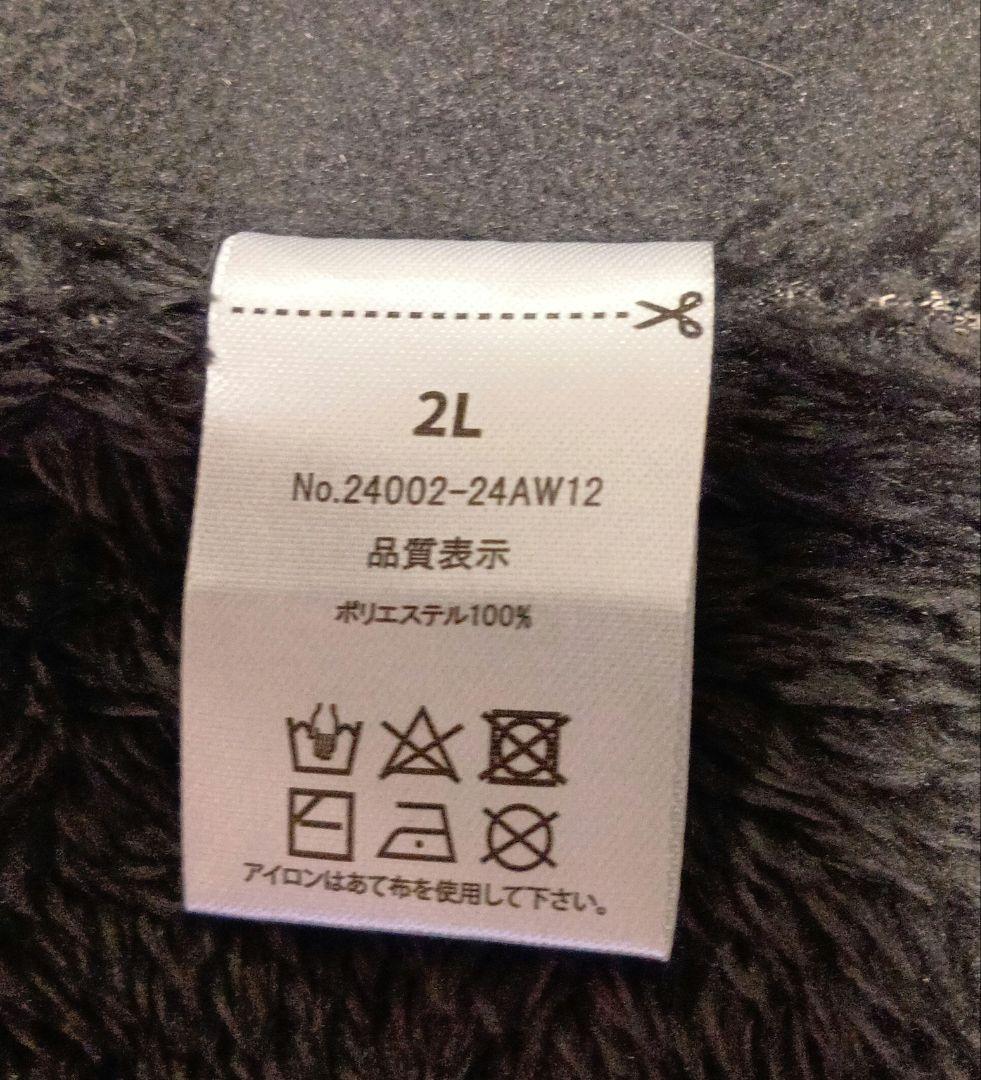 2L
No.24002-24AW12
品質表示
ポリエステル100%
アイロンはあて布を使用して下さい。